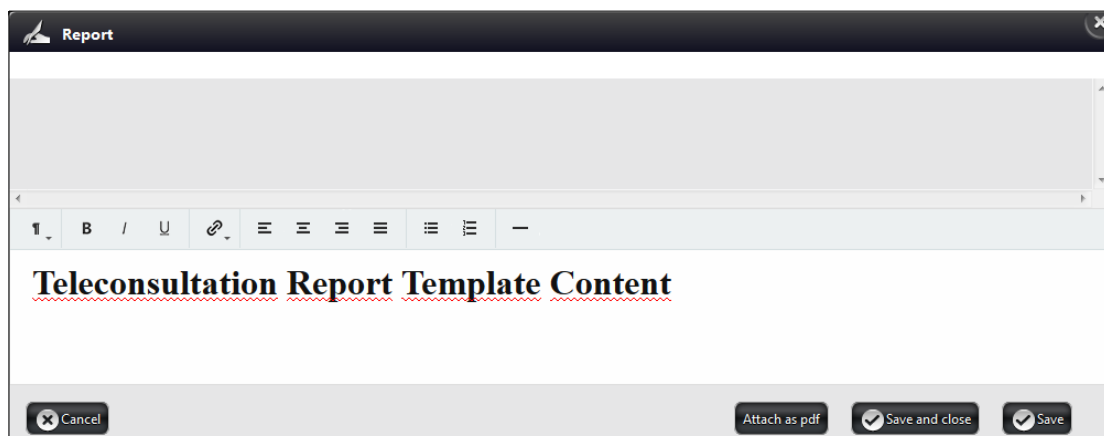 Report
B I U
Teleconsultation Report Template Content
Cancel Attach as pdf Save and close Save